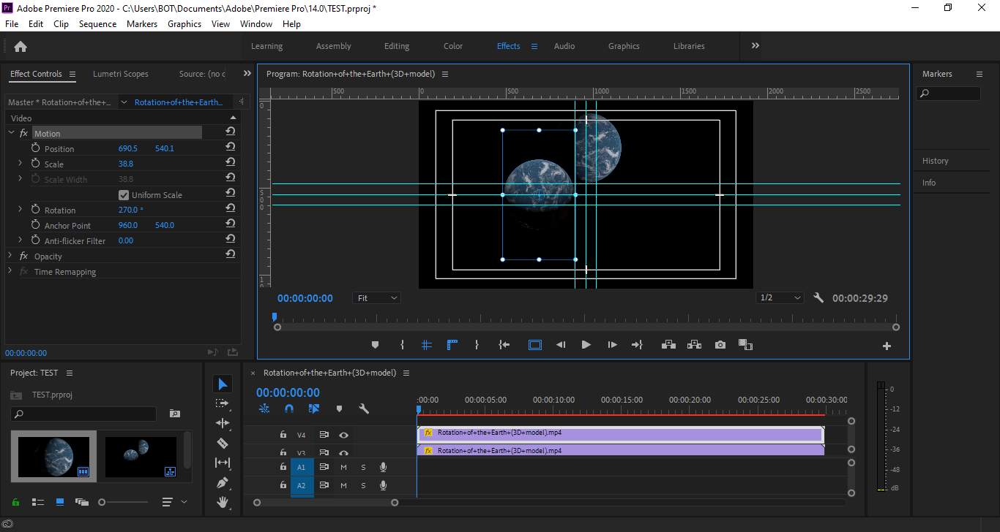 Pr Adobe Premiere Pro 2020 - C:\Users\BOT\Documents\Adobe\Premiere Pro\14.0\TEST.prproj *
File Edit Clip Sequence Markers Graphics View Window Help
Learning Assembly Editing Color Effects Audio Graphics Libraries
Effect Controls Lumetri Scopes Source: (no c
Master * Rotation+of+the+... Rotation+of+the+Earth...
Video
fx Motion
Position 690.5 540.1
Scale 38.8
Scale Width 38.8
Uniform Scale
Rotation 270.0 °
Anchor Point 960.0 540.0
Anti-flicker Filter 0.00
fx Opacity
fx Time Remapping
00:00:00:00
Program: Rotation+of+the+Earth+(3D+model)
500 0 500 1000 1500 2000 2500
0
500
1
00:00:00:00 Fit 1/2 00:00:29:29
Markers
History
Info
Project: TEST
TEST.prproj
× Rotation+of+the+Earth+(3D+model)
00:00:00:00
:00:00 00:00:05:00 00:00:10:00 00:00:15:00 00:00:20:00 00:00:25:00 00:00:30:00
V4 fx Rotation+of+the+Earth+(3D+model).mp4
V3 fx Rotation+of+the+Earth+(3D+model).mp4
A1 M S
A2 M S
0
-12
-24
-36
-48
dB